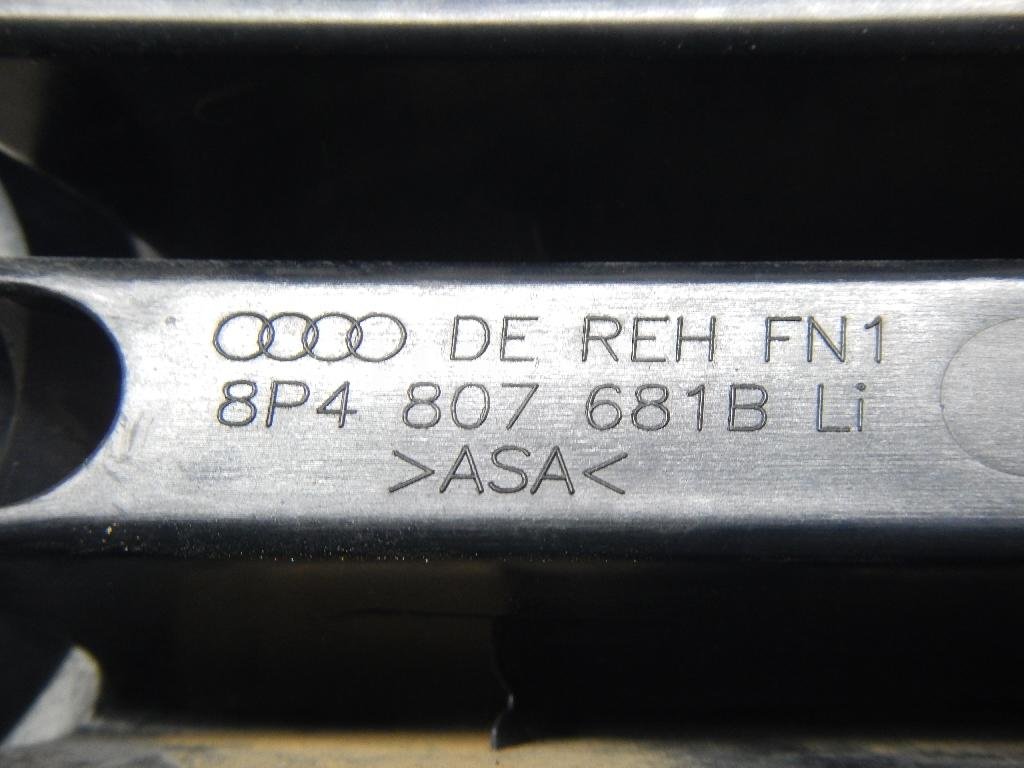 DE REH FN1
8P4 807 681B Li
>ASA<